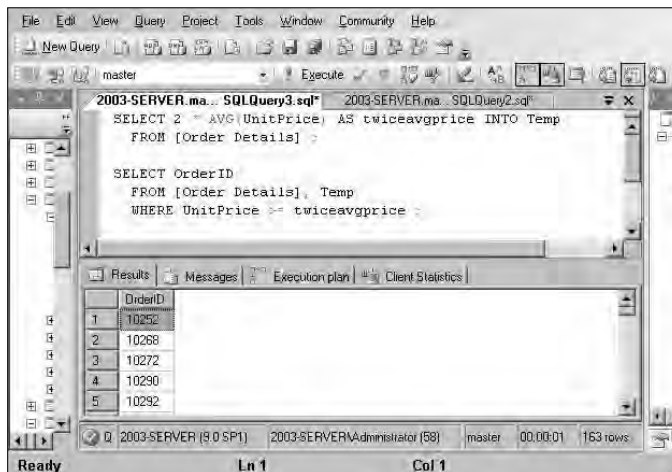 File Edit View Query Project Tools Window Community Help
New Query
master Execute
2003-SERVER.ma... SQLQuery3.sql* 2003-SERVER.ma... SQLQuery2.sql*
SELECT 2 * AVG(UnitPrice) AS twiceavgprice INTO Temp
FROM [Order Details] ;
SELECT OrderID
FROM [Order Details], Temp
WHERE UnitPrice >= twiceavgprice ;
Results Messages Execution plan Client Statistics
OrderID
1 10252
2 10268
3 10272
4 10290
5 10292
2003-SERVER (9.0 SP1) 2003-SERVER\Administrator (58) master 00:00:01 163 rows
Ready Ln 1 Col 1